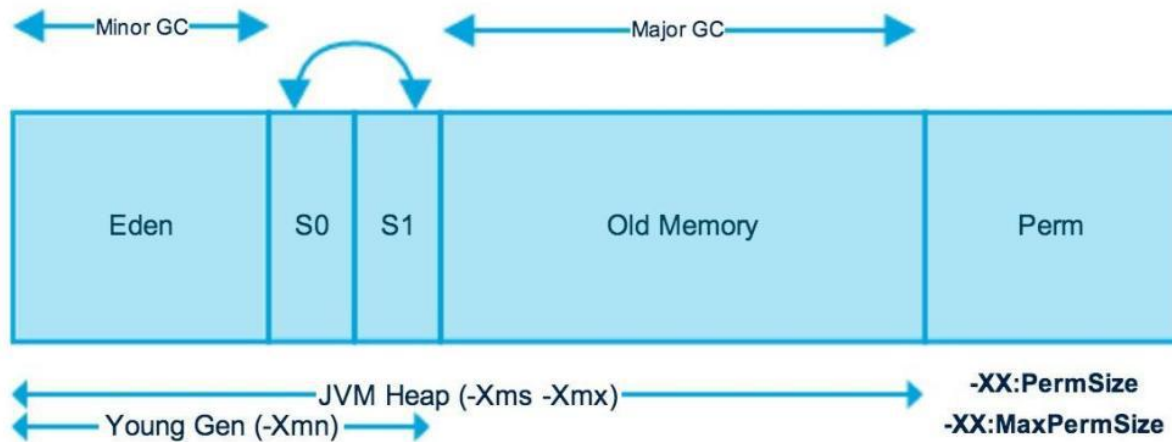 Minor GC
Major GC
Eden
S0
S1
Old Memory
Perm
JVM Heap (-Xms -Xmx)
-XX:PermSize
Young Gen (-Xmn)
-XX:MaxPermSize